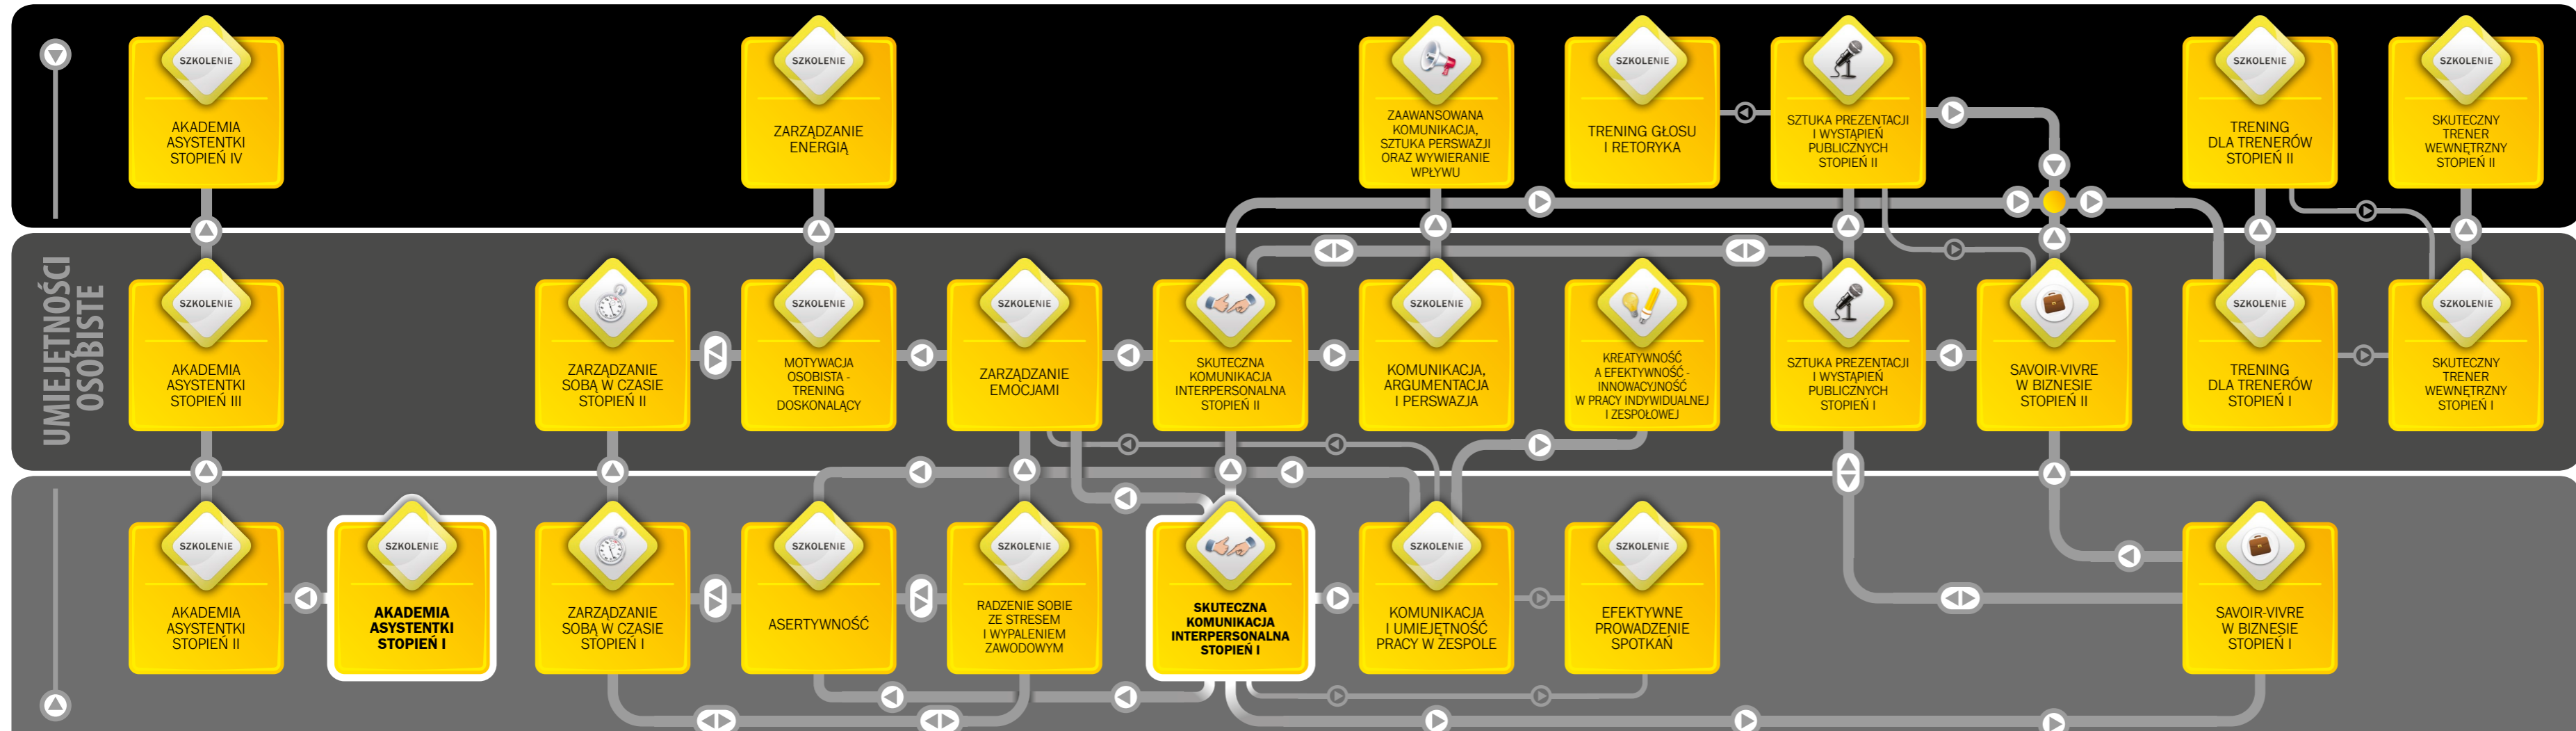 SZKOLENIE
AKADEMIA
ASYSTENTKI
STOPIEŃ IV
SZKOLENIE
ZARZĄDZANIE
ENERGIĄ
ZAAWANSOWANA
KOMUNIKACJA,
SZTUKA PERSWAZJI
ORAZ WYWIERANIE
WPŁYWU
SZKOLENIE
TRENING GŁOSU
I RETORYKA
SZTUKA PREZENTACJI
I WYSTĄPIEŃ
PUBLICZNYCH
STOPIEŃ II
SZKOLENIE
TRENING
DLA TRENERÓW
STOPIEŃ II
SZKOLENIE
SKUTECZNY
TRENER
WEWNĘTRZNY
STOPIEŃ II
UMIEJĘTNOŚCI
OSOBISTE
SZKOLENIE
AKADEMIA
ASYSTENTKI
STOPIEŃ III
ZARZĄDZANIE
SOBĄ W CZASIE
STOPIEŃ II
SZKOLENIE
MOTYWACJA
OSOBISTA -
TRENING
DOSKONALĄCY
SZKOLENIE
ZARZĄDZANIE
EMOCJAMI
SKUTECZNA
KOMUNIKACJA
INTERPERSONALNA
STOPIEŃ II
SZKOLENIE
KOMUNIKACJA,
ARGUMENTACJA
I PERSWAZJA
KREATYWNOŚĆ
A EFEKTYWNOŚĆ -
INNOWACYJNOŚĆ
W PRACY INDYWIDUALNEJ
I ZESPOŁOWEJ
SZTUKA PREZENTACJI
I WYSTĄPIEŃ
PUBLICZNYCH
STOPIEŃ I
SAVOIR-VIVRE
W BIZNESIE
STOPIEŃ II
SZKOLENIE
TRENING
DLA TRENERÓW
STOPIEŃ I
SZKOLENIE
SKUTECZNY
TRENER
WEWNĘTRZNY
STOPIEŃ I
SZKOLENIE
AKADEMIA
ASYSTENTKI
STOPIEŃ II
SZKOLENIE
AKADEMIA
ASYSTENTKI
STOPIEŃ I
ZARZĄDZANIE
SOBĄ W CZASIE
STOPIEŃ I
SZKOLENIE
ASERTYWNOŚĆ
SZKOLENIE
RADZENIE SOBIE
ZE STRESEM
I WYPALENIEM
ZAWODOWYM
SKUTECZNA
KOMUNIKACJA
INTERPERSONALNA
STOPIEŃ I
SZKOLENIE
KOMUNIKACJA
I UMIEJĘTNOŚĆ
PRACY W ZESPOLE
SZKOLENIE
EFEKTYWNE
PROWADZENIE
SPOTKAŃ
SAVOIR-VIVRE
W BIZNESIE
STOPIEŃ I